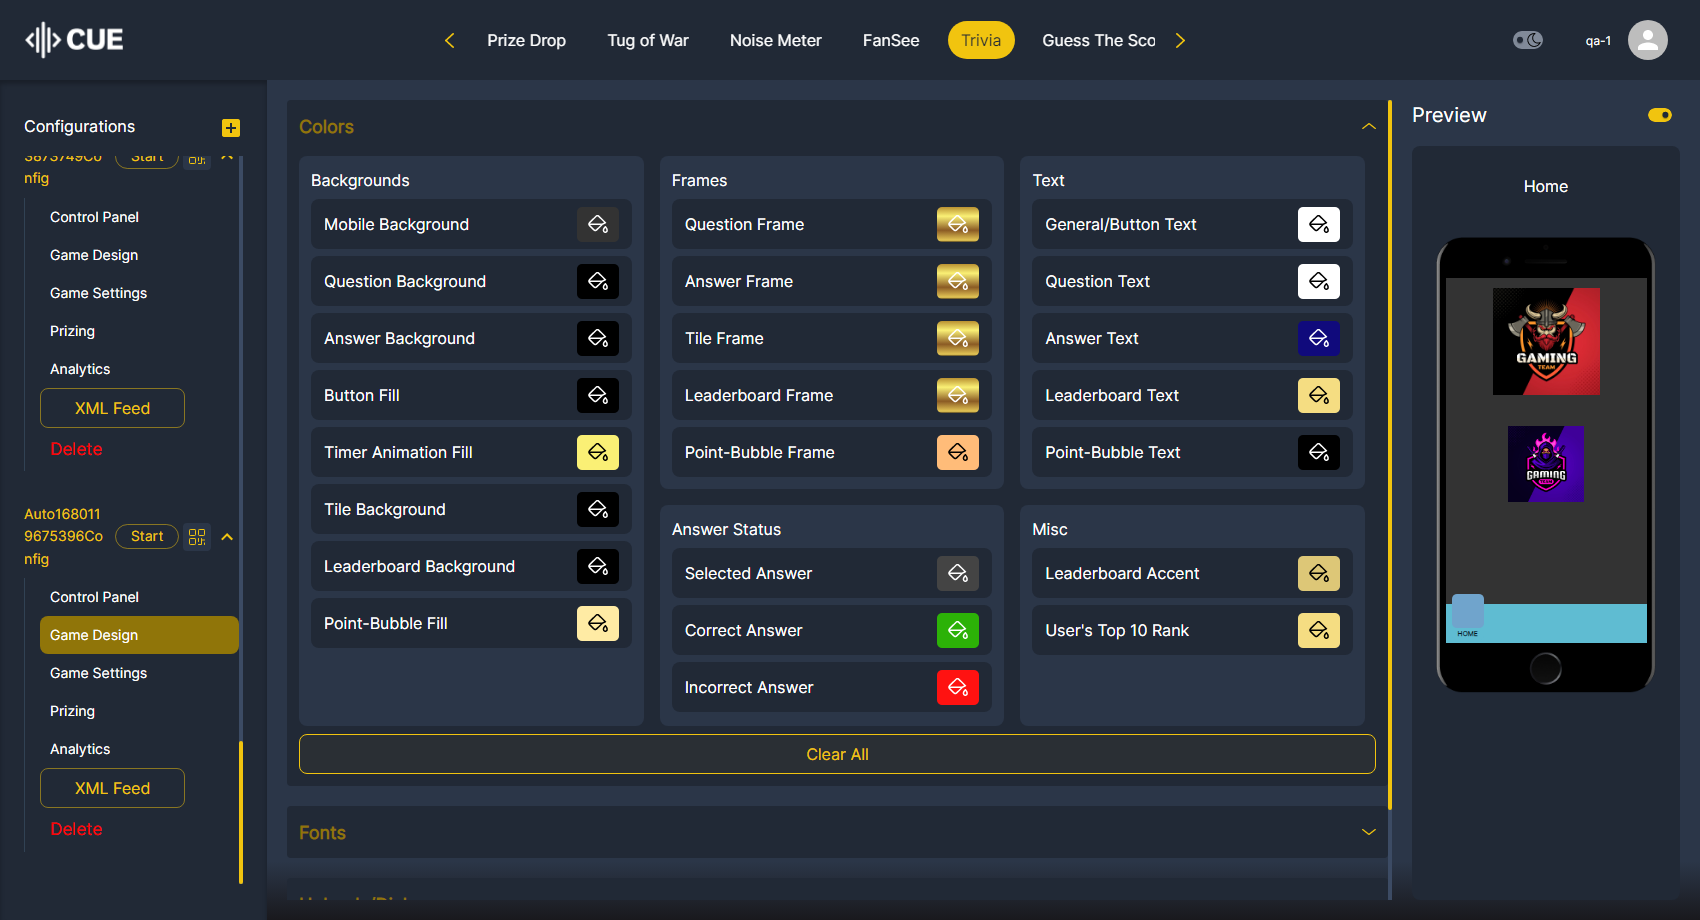 CUE
Prize Drop
Tug of War
Noise Meter
FanSee
Trivia
Guess The Sco
qa-1
Configurations
3873749Co
nfig
Start
Control Panel
Game Design
Game Settings
Prizing
Analytics
XML Feed
Delete
Auto168011
9675396Co
nfig
Start
Control Panel
Game Design
Game Settings
Prizing
Analytics
XML Feed
Delete
Colors
Backgrounds
Mobile Background
Question Background
Answer Background
Button Fill
Timer Animation Fill
Tile Background
Leaderboard Background
Point-Bubble Fill
Frames
Question Frame
Answer Frame
Tile Frame
Leaderboard Frame
Point-Bubble Frame
Text
General/Button Text
Question Text
Answer Text
Leaderboard Text
Point-Bubble Text
Answer Status
Selected Answer
Correct Answer
Incorrect Answer
Misc
Leaderboard Accent
User's Top 10 Rank
Clear All
Fonts
Preview
Home
GAMING
TEAM
GAMING
TEAM
HOME